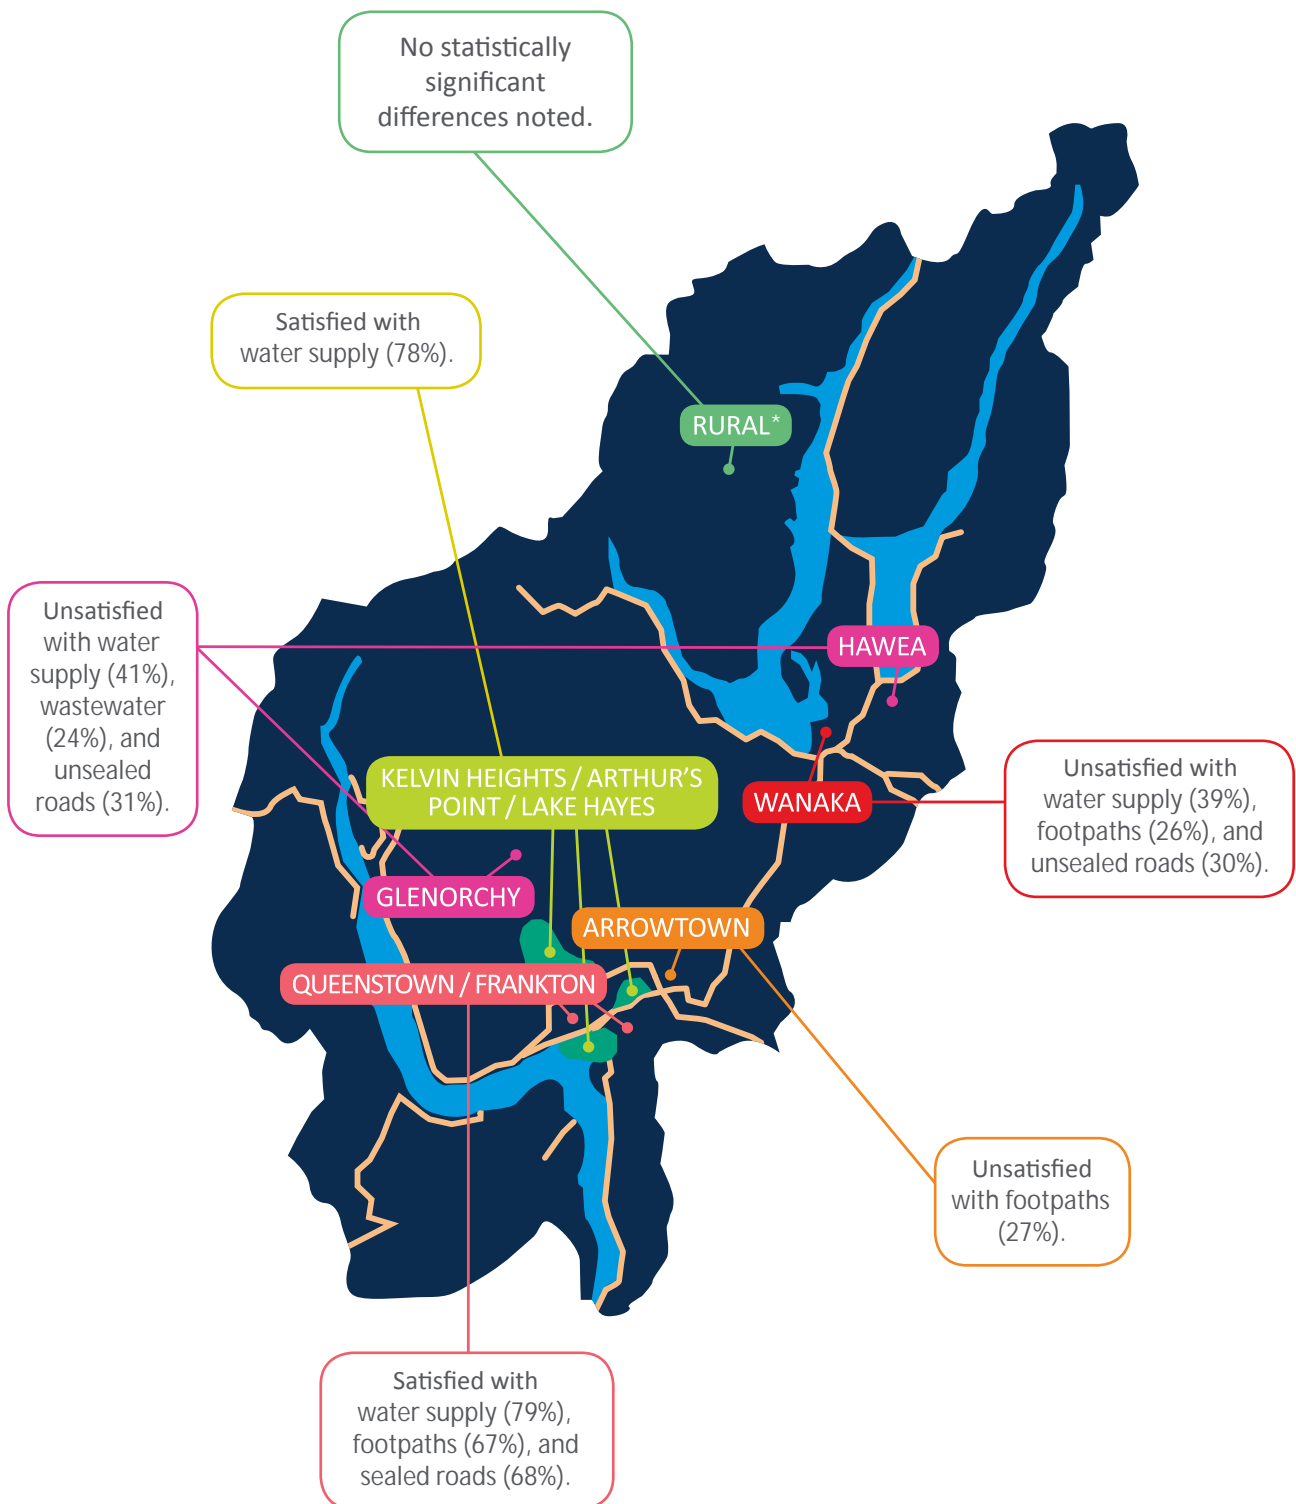 No statistically
significant
differences noted.
Satisfied with
water supply (78%).
RURAL*
Unsatisfied
with water
supply (41%),
wastewater
(24%), and
unsealed
roads (31%).
HAWEA
KELVIN HEIGHTS / ARTHUR'S
POINT / LAKE HAYES
WANAKA
Unsatisfied with
water supply (39%),
footpaths (26%), and
unsealed roads (30%).
GLENORCHY
ARROWTOWN
QUEENSTOWN / FRANKTON
Unsatisfied
with footpaths
(27%).
Satisfied with
water supply (79%),
footpaths (67%), and
sealed roads (68%).